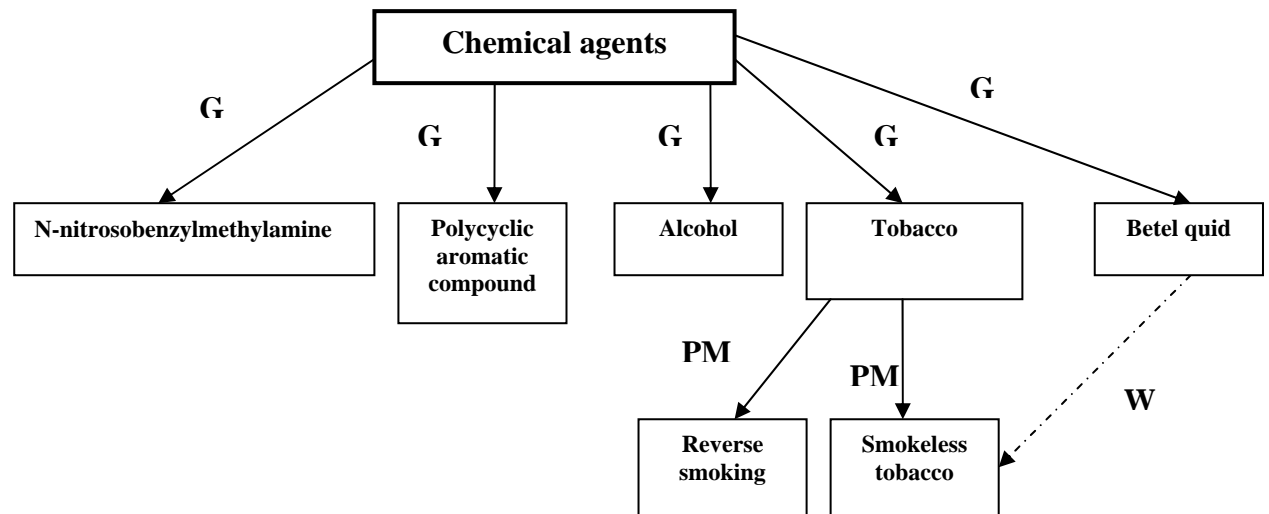 Chemical agents
G
G
G
G
G
N-nitrosobenzylmethylamine
Polycyclic
aromatic
compound
Alcohol
Tobacco
Betel quid
PM
PM
W
Reverse
smoking
Smokeless
tobacco